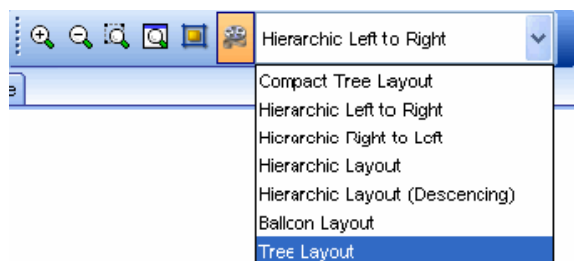 Hierarchic Left to Right
e
Compact Tree Layout
Hierarchic Left to Right
Hierarchic Right to Left
Hierarchic Layout
Hierarchic Layout (Descencing)
Ballcon Layout
Tree Layout